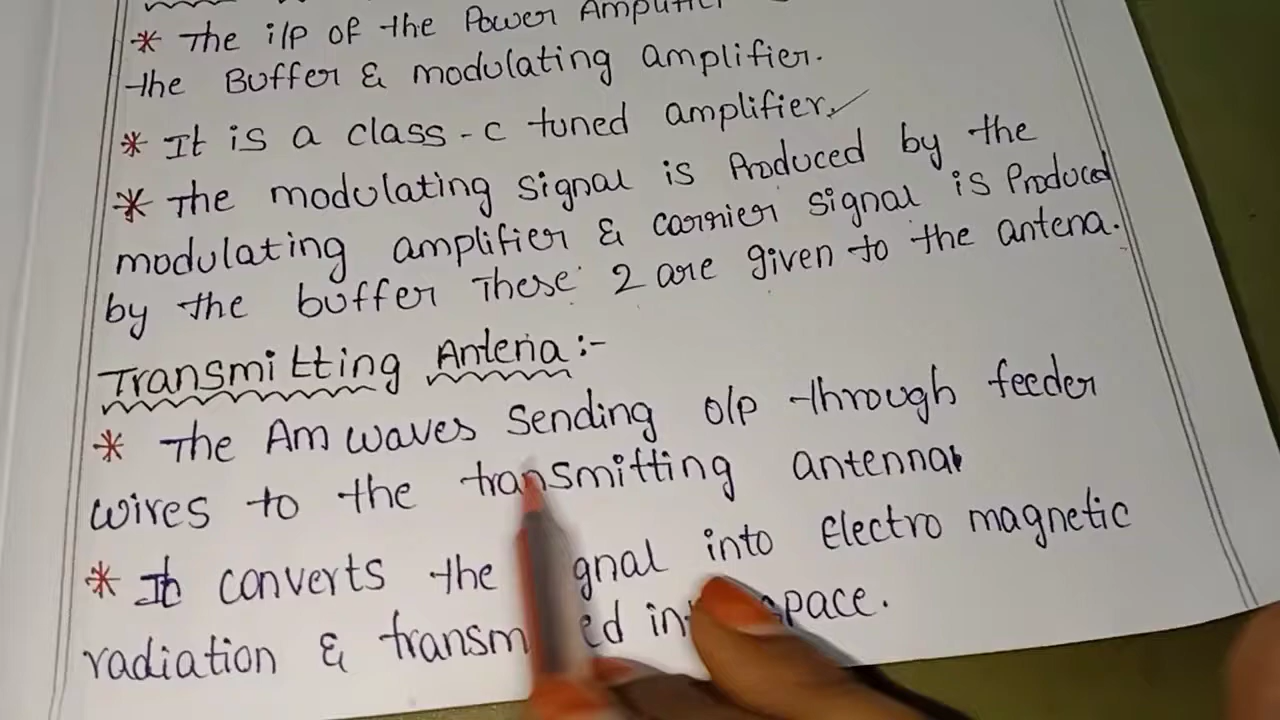 * The i/p of the Power Amplifier
the Buffer & modulating amplifier.
* It is a class-c tuned amplifier.
* The modulating signal is Produced by the
modulating amplifier & carrier signal is Produced
by the buffer These 2 are given to the antena.
Transmitting Antena :-
* The Am waves Sending o/p through feeder
wires to the transmitting antenna
* It converts the gnal into Electro magnetic
radiation & transm ed in space.